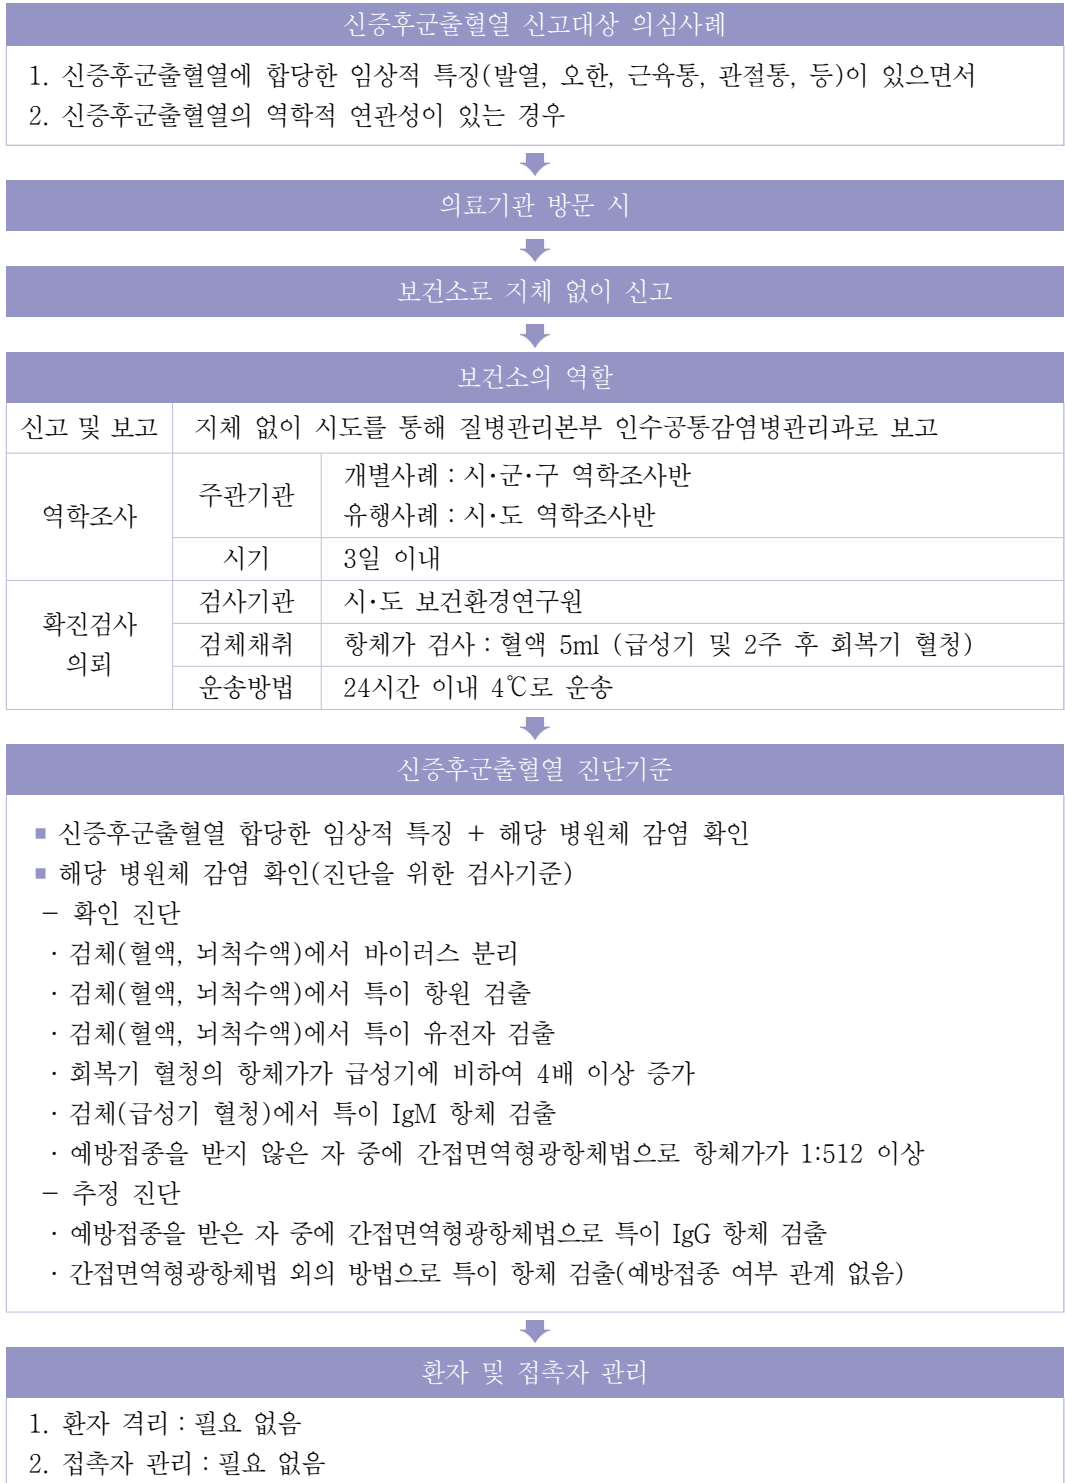 신증후군출혈열 신고대상 의심사례
1. 신증후군출혈열에 합당한 임상적 특징(발열, 오한, 근육통, 관절통, 등)이 있으면서
2. 신증후군출혈열의 역학적 연관성이 있는 경우
의료기관 방문 시
보건소로 지체 없이 신고
보건소의 역할
신고 및 보고 지체 없이 시도를 통해 질병관리본부 인수공통감염병관리과로 보고
역학조사
주관기관
개별사례 : 시·군·구 역학조사반
유행사례 : 시·도 역학조사반
시기 3일 이내
확진검사
의뢰
검사기관 시·도 보건환경연구원
검체채취 항체가 검사 : 혈액 5ml (급성기 및 2주 후 회복기 혈청)
운송방법 24시간 이내 4℃로 운송
신증후군출혈열 진단기준
■ 신증후군출혈열 합당한 임상적 특징 + 해당 병원체 감염 확인
■ 해당 병원체 감염 확인(진단을 위한 검사기준)
- 확인 진단
· 검체(혈액, 뇌척수액)에서 바이러스 분리
· 검체(혈액, 뇌척수액)에서 특이 항원 검출
· 검체(혈액, 뇌척수액)에서 특이 유전자 검출
· 회복기 혈청의 항체가가 급성기에 비하여 4배 이상 증가
· 검체(급성기 혈청)에서 특이 IgM 항체 검출
· 예방접종을 받지 않은 자 중에 간접면역형광항체법으로 항체가가 1:512 이상
- 추정 진단
· 예방접종을 받은 자 중에 간접면역형광항체법으로 특이 IgG 항체 검출
· 간접면역형광항체법 외의 방법으로 특이 항체 검출(예방접종 여부 관계 없음)
환자 및 접촉자 관리
1. 환자 격리 : 필요 없음
2. 접촉자 관리 : 필요 없음